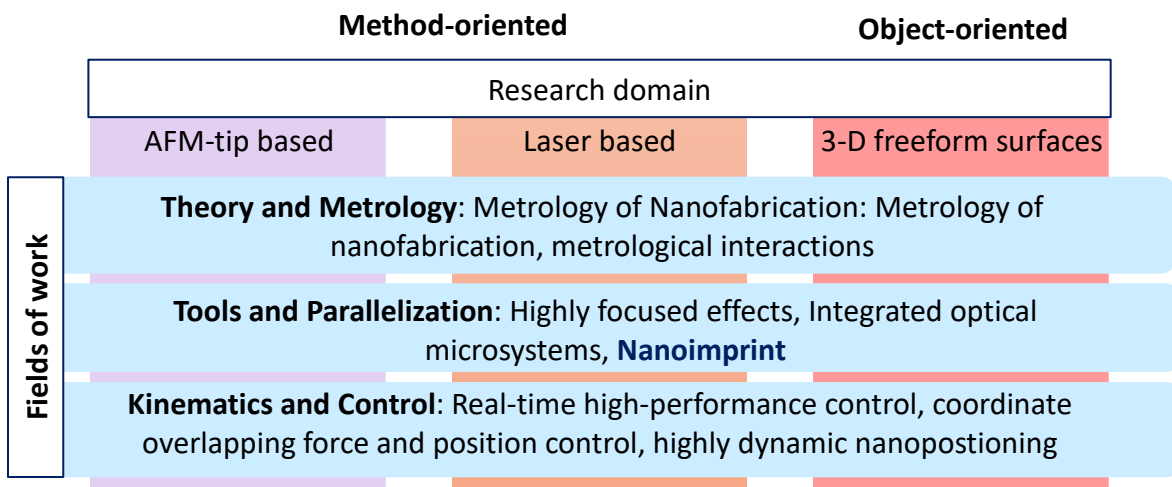 Method-oriented
Object-oriented
Research domain
AFM-tip based
Laser based
3-D freeform surfaces
Fields of work
Theory and Metrology: Metrology of Nanofabrication: Metrology of
nanofabrication, metrological interactions
Tools and Parallelization: Highly focused effects, Integrated optical
microsystems, Nanoimprint
Kinematics and Control: Real-time high-performance control, coordinate
overlapping force and position control, highly dynamic nanopostioning